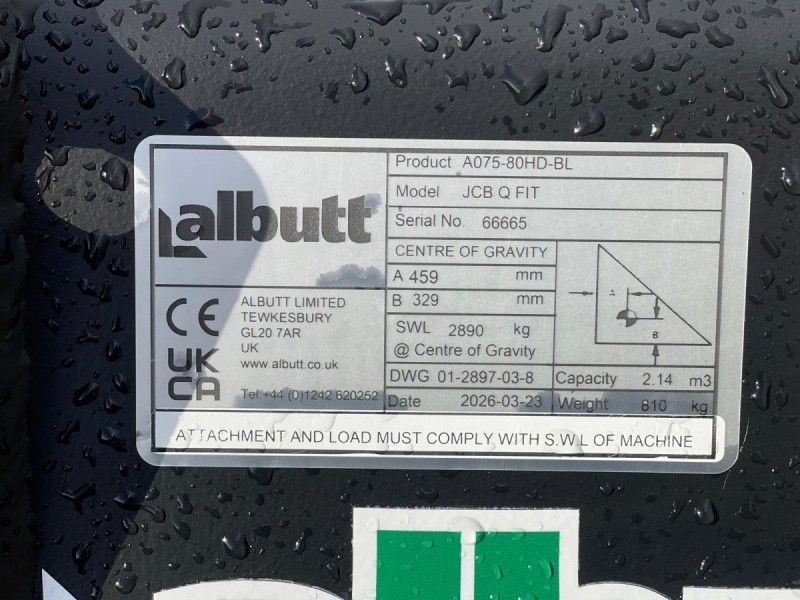 albutt
Product A075-80HD-BL
Model JCB Q FIT
Serial No. 66665
CENTRE OF GRAVITY
A 459 mm
B 329 mm
SWL 2890 kg
@ Centre of Gravity
DWG 01-2897-03-8
Date 2026-03-23
Capacity 2.14 m3
Weight 810 kg
A
B
CE
UK
CA
ALBUTT LIMITED
TEWKESBURY
GL20 7AR
UK
www.albutt.co.uk
Tel +44 (0)1242 620252
ATTACHMENT AND LOAD MUST COMPLY WITH S.W.L OF MACHINE